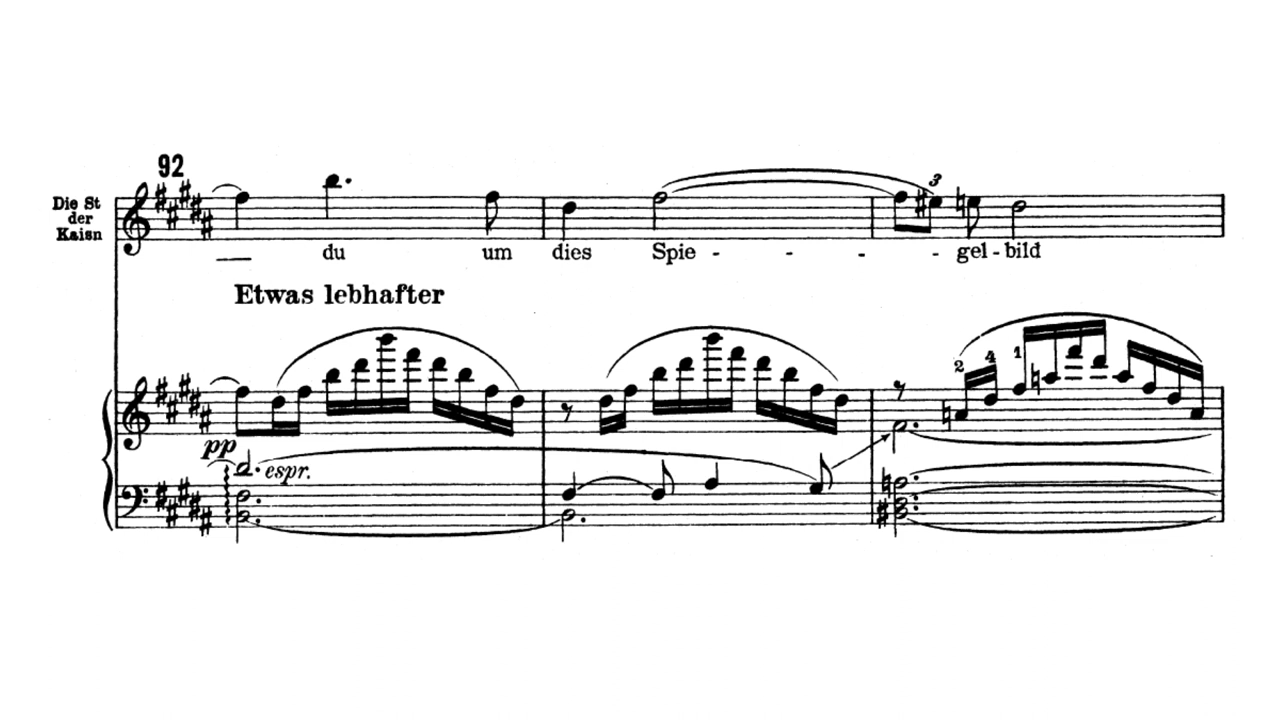 92
Die St
der
Kaisn
3
du um dies Spie - - - - gel - bild
Etwas lebhafter
2 4 1
pp
espr.